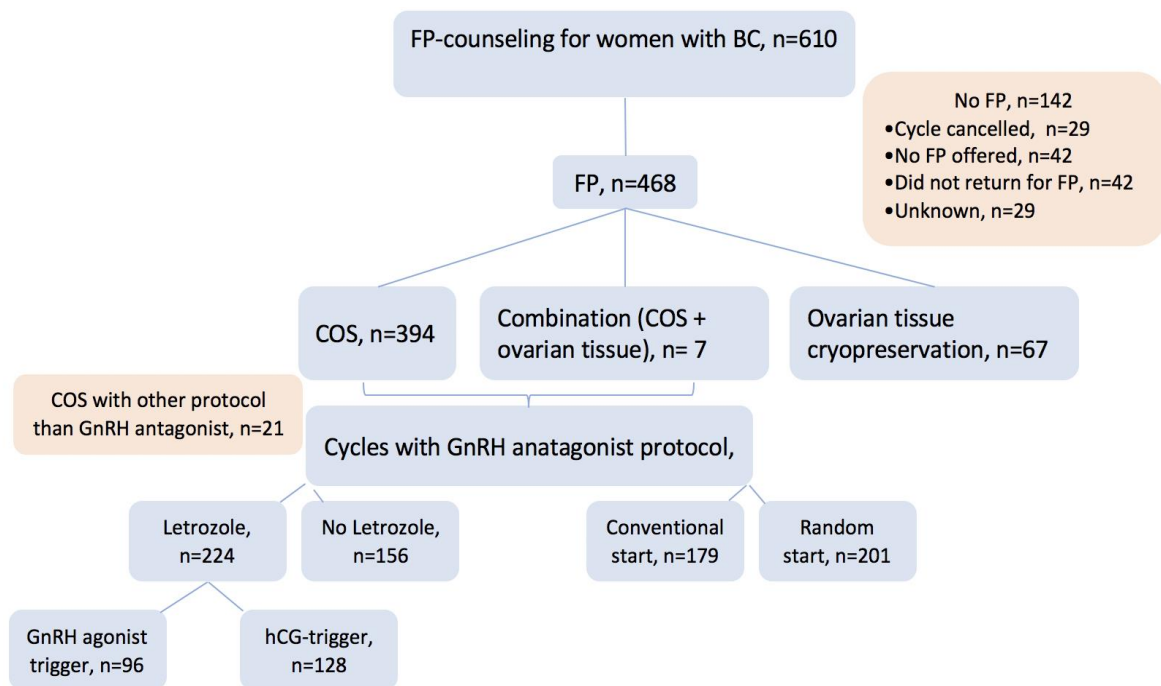 FP-counseling for women with BC, n=610
No FP, n=142
•Cycle cancelled,  n=29
•No FP offered, n=42
•Did not return for FP, n=42
•Unknown, n=29
FP, n=468
COS, n=394
Combination (COS +
ovarian tissue), n= 7
Ovarian tissue
cryopreservation, n=67
COS with other protocol
than GnRH antagonist, n=21
Cycles with GnRH anatagonist protocol,
Letrozole,
n=224
No Letrozole,
n=156
Conventional
start, n=179
Random
start, n=201
GnRH agonist
trigger, n=96
hCG-trigger,
n=128